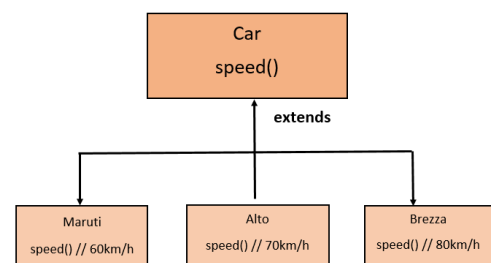 Car
speed()
extends
Maruti
speed() // 60km/h
Alto
speed() // 70km/h
Brezza
speed() // 80km/h